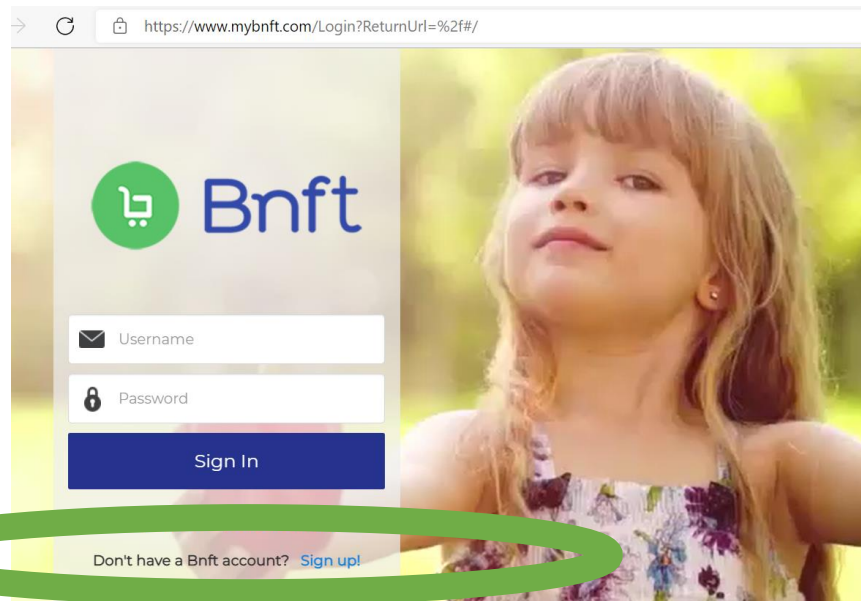 https://www.mybnft.com/Login?ReturnUrl=%2f#/
Bnft
Username
Password
Sign In
Don't have a Bnft account? Sign up!